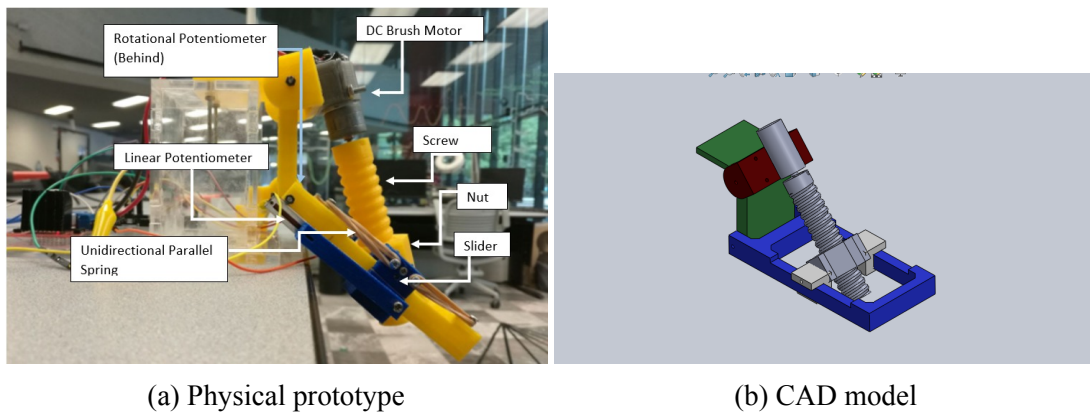 Rotational Potentiometer
(Behind)
DC Brush Motor
Linear Potentiometer
Screw
Nut
Unidirectional Parallel
Spring
Slider
(a) Physical prototype
(b) CAD model